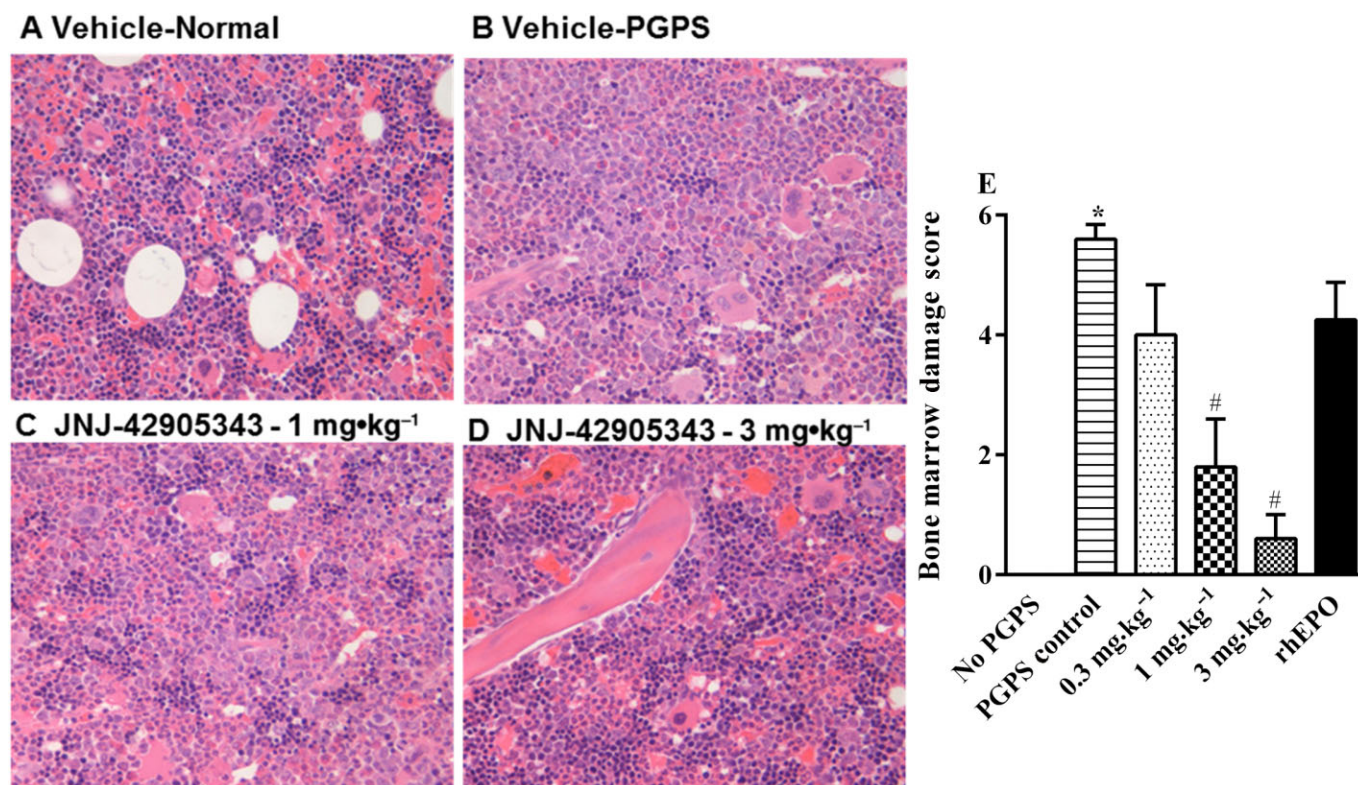 A Vehicle-Normal
B Vehicle-PGPS
C JNJ-42905343 - 1 mg•kg⁻¹
D JNJ-42905343 - 3 mg•kg⁻¹
E
Bone marrow damage score
6
4
2
0
*
#
#
No PGPS
PGPS control
0.3 mg·kg⁻¹
1 mg·kg⁻¹
3 mg·kg⁻¹
rhEPO